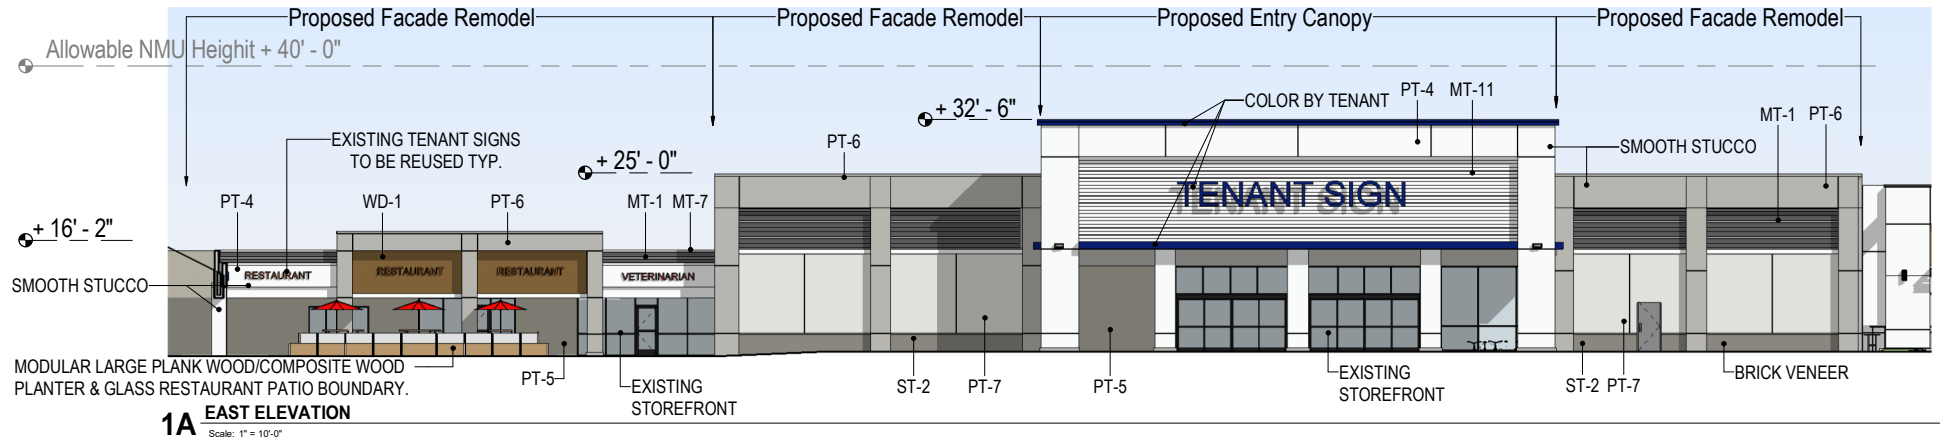 Proposed Facade Remodel
Proposed Facade Remodel
Proposed Entry Canopy
Proposed Facade Remodel
Allowable NMU Heighit + 40' - 0"
+ 32' - 6"
COLOR BY TENANT
PT-4
MT-11
MT-1
PT-6
EXISTING TENANT SIGNS
TO BE REUSED TYP.
PT-6
SMOOTH STUCCO
+ 25' - 0"
PT-4
WD-1
PT-6
MT-1
MT-7
TENANT SIGN
+ 16' - 2"
RESTAURANT
RESTAURANT
RESTAURANT
VETERINARIAN
SMOOTH STUCCO
MODULAR LARGE PLANK WOOD/COMPOSITE WOOD
PLANTER & GLASS RESTAURANT PATIO BOUNDARY.
PT-5
EXISTING
STOREFRONT
ST-2
PT-7
PT-5
EXISTING
STOREFRONT
ST-2
PT-7
BRICK VENEER
1A
EAST ELEVATION
Scale: 1" = 10'-0"